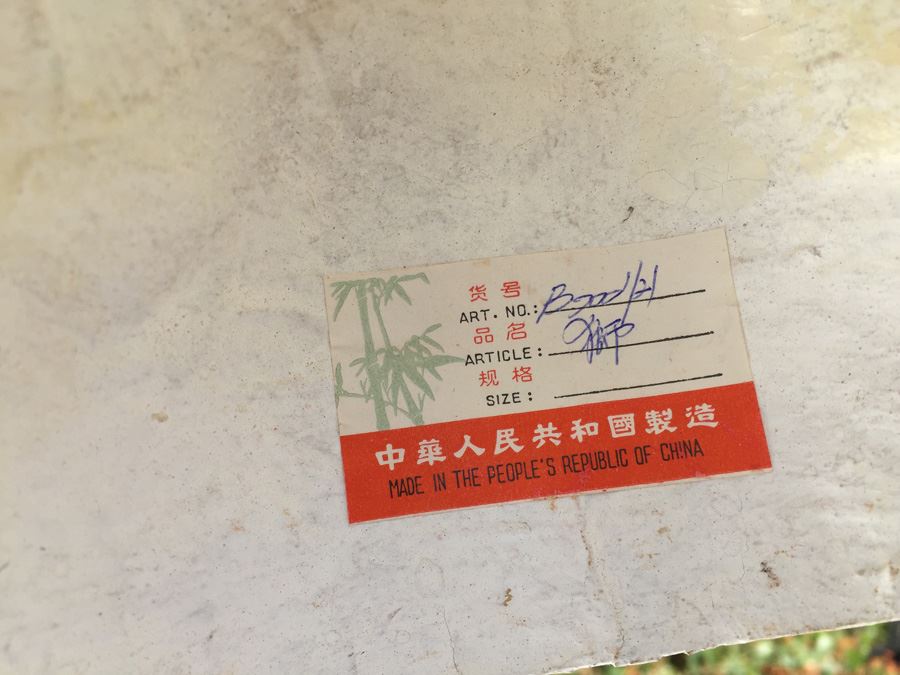 货号
ART. NO.:
品名 獅
ARTICLE:
规格
SIZE:
中華人民共和國製造
MADE IN THE PEOPLE'S REPUBLIC OF CHINA